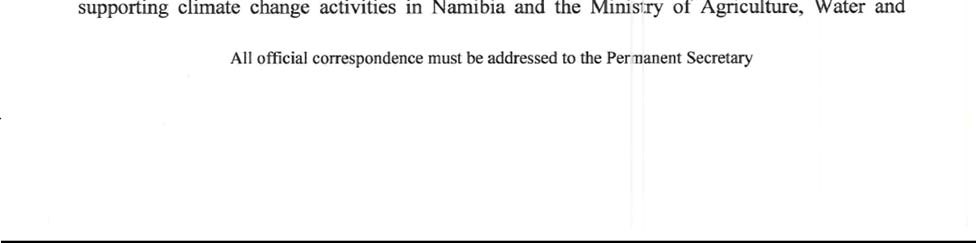 supporting climate change activities in Namibia and the Ministry of Agriculture, Water and
All official correspondence must be addressed to the Permanent Secretary